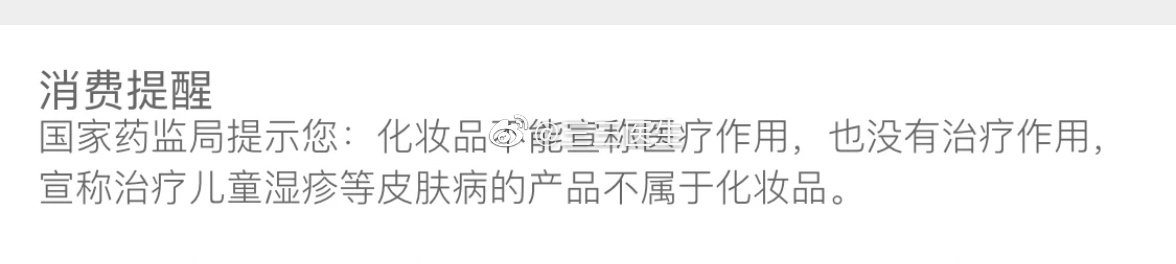 消费提醒
国家药监局提示您：化妆品不能宣称医疗作用，也没有治疗作用，
宣称治疗儿童湿疹等皮肤病的产品不属于化妆品。